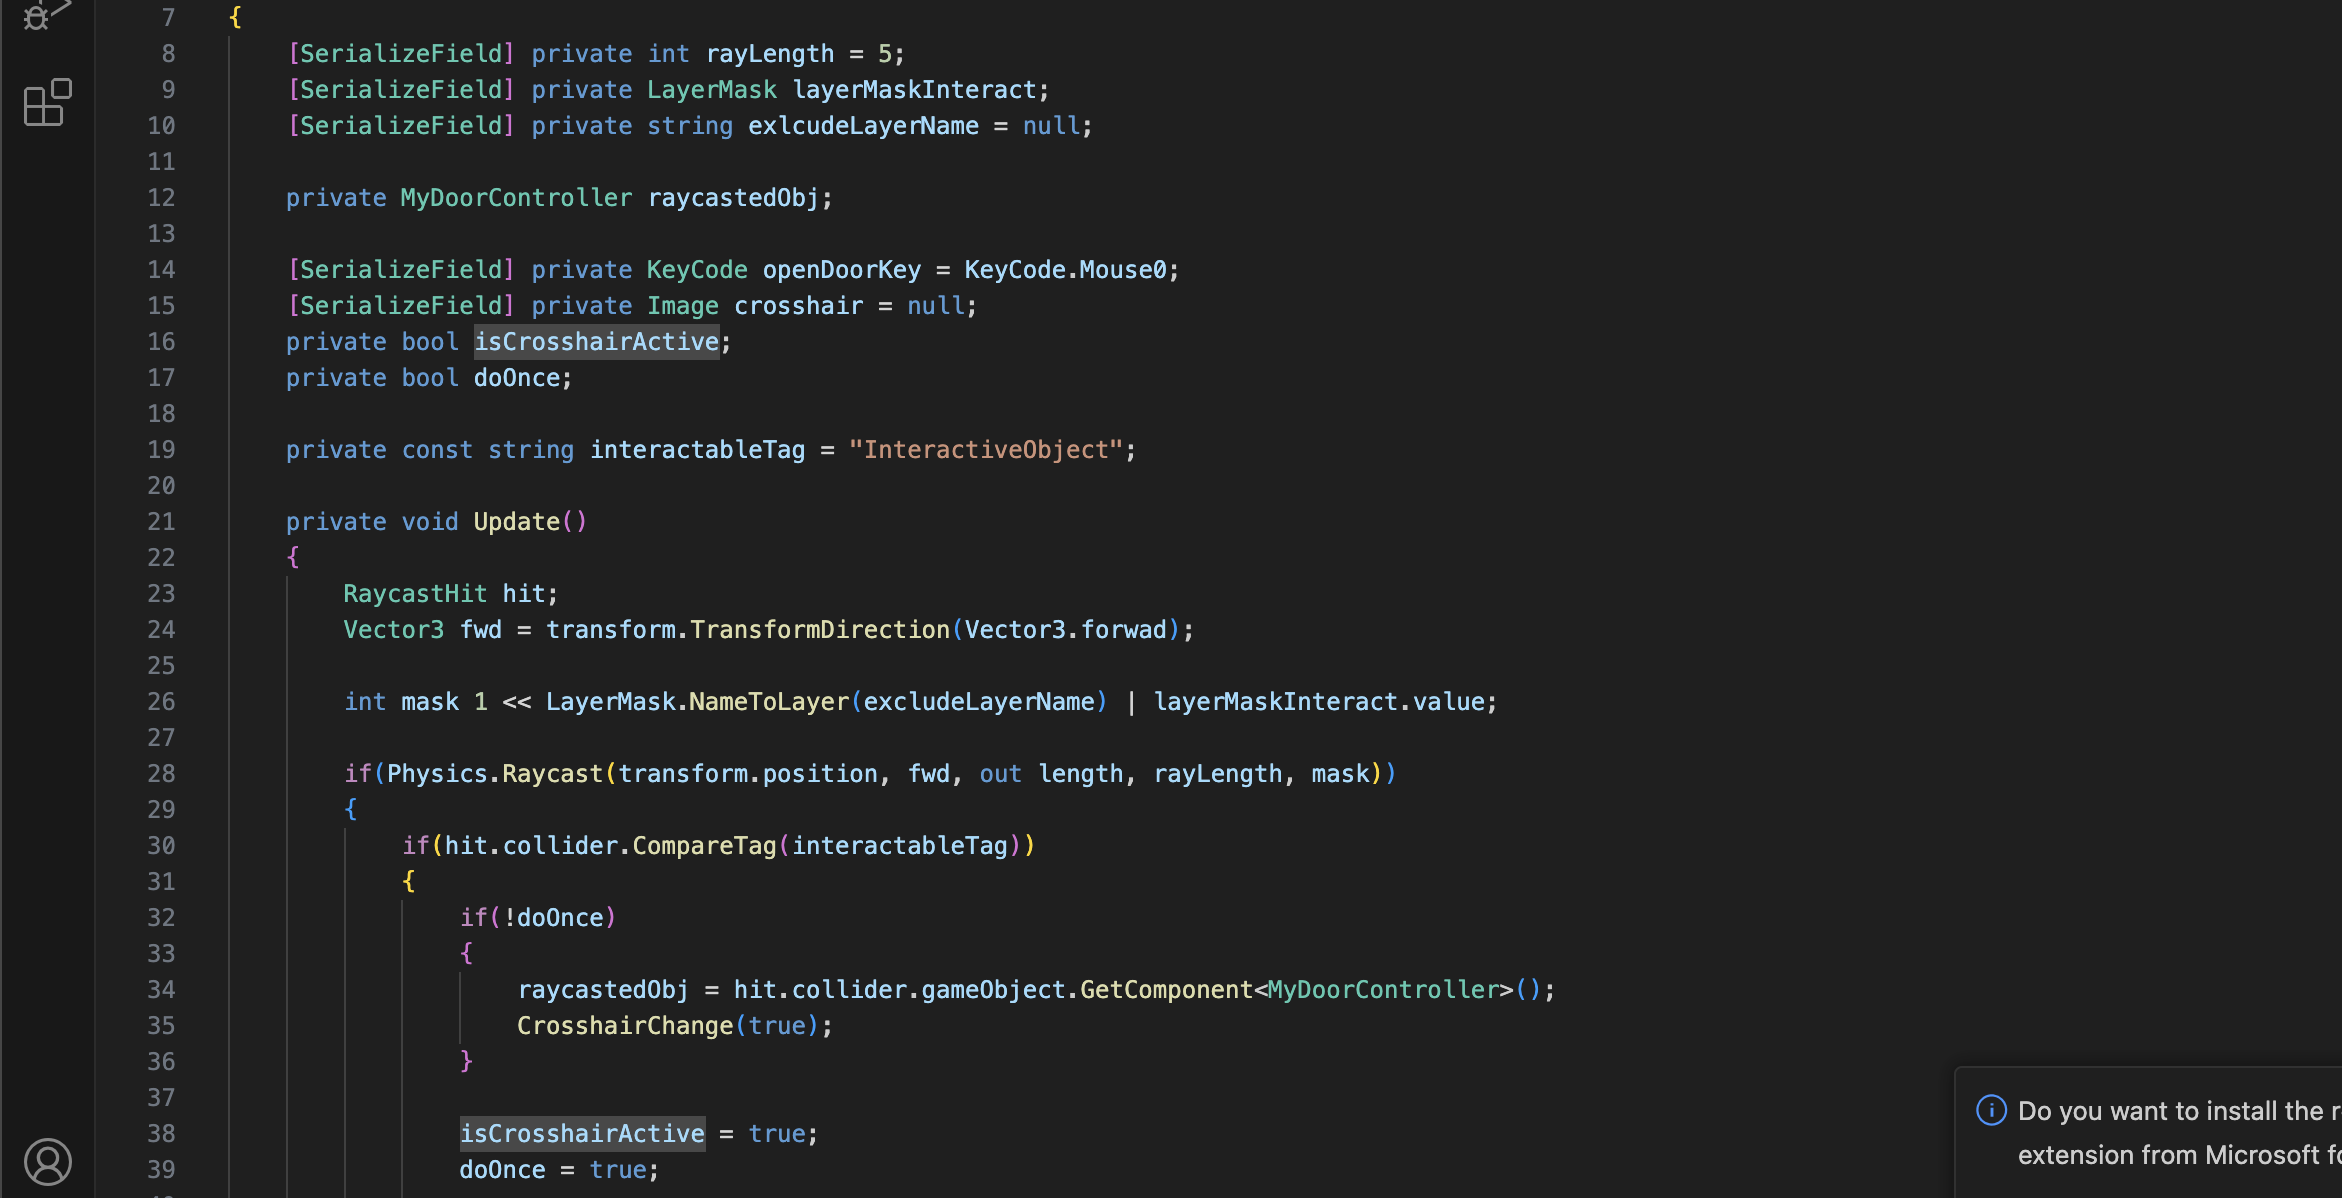 7 {
8 [SerializeField] private int rayLength = 5;
9 [SerializeField] private LayerMask layerMaskInteract;
10 [SerializeField] private string exlcudeLayerName = null;
11
12 private MyDoorController raycastedObj;
13
14 [SerializeField] private KeyCode openDoorKey = KeyCode.Mouse0;
15 [SerializeField] private Image crosshair = null;
16 private bool isCrosshairActive;
17 private bool doOnce;
18
19 private const string interactableTag = "InteractiveObject";
20
21 private void Update()
22 {
23 RaycastHit hit;
24 Vector3 fwd = transform.TransformDirection(Vector3.forwad);
25
26 int mask 1 << LayerMask.NameToLayer(excludeLayerName) | layerMaskInteract.value;
27
28 if(Physics.Raycast(transform.position, fwd, out length, rayLength, mask))
29 {
30 if(hit.collider.CompareTag(interactableTag))
31 {
32 if(!doOnce)
33 {
34 raycastedObj = hit.collider.gameObject.GetComponent<MyDoorController>();
35 CrosshairChange(true);
36 }
37
38 isCrosshairActive = true;
39 doOnce = true;
Do you want to install the
extension from Microsoft